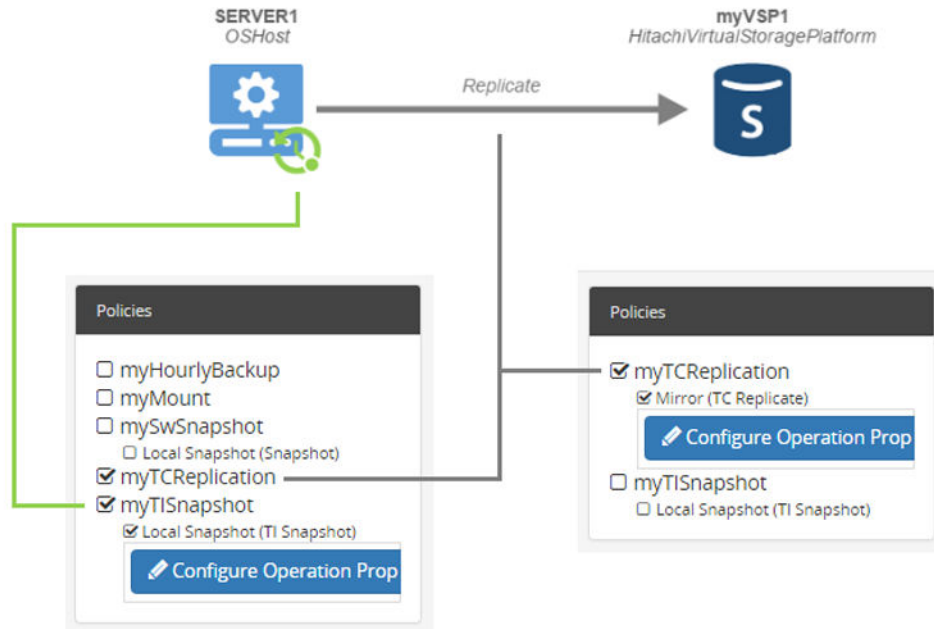 SERVER1
OSHost
myVSP1
HitachiVirtualStoragePlatform
Replicate
S
Policies
myHourlyBackup
myMount
mySwSnapshot
Local Snapshot (Snapshot)
myTCReplication
myTISnapshot
Local Snapshot (TI Snapshot)
Configure Operation Prop
Policies
myTCReplication
Mirror (TC Replicate)
Configure Operation Prop
myTISnapshot
Local Snapshot (TI Snapshot)